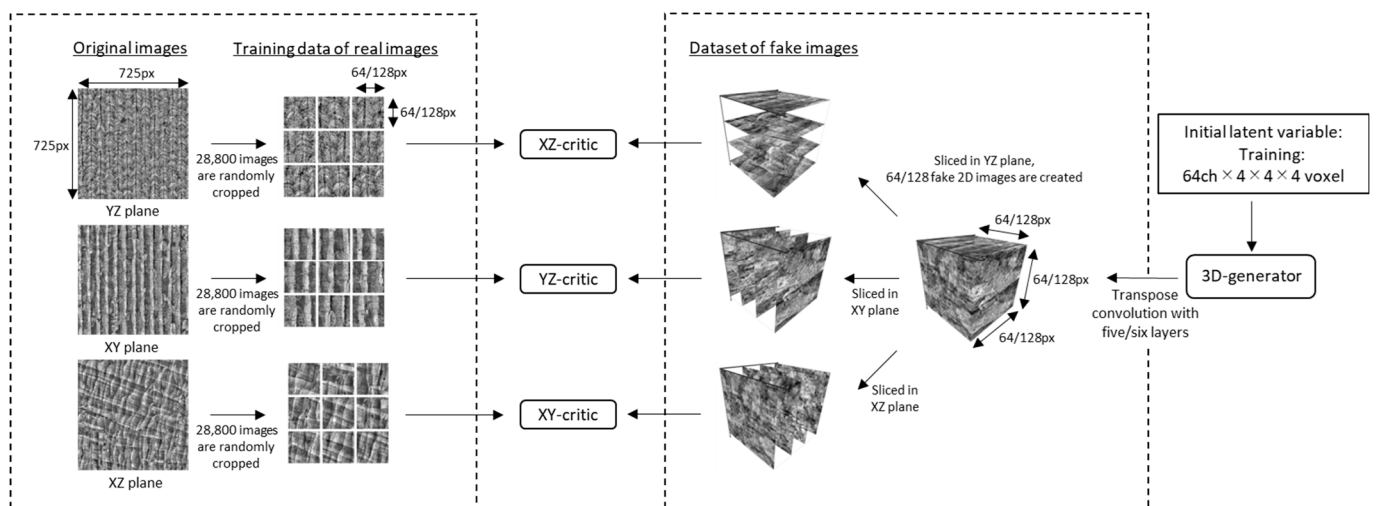 Original images
Training data of real images
725px
725px
28,800 images
are randomly
cropped
64/128px
64/128px
YZ plane
28,800 images
are randomly
cropped
XY plane
28,800 images
are randomly
cropped
XZ plane
XZ-critic
YZ-critic
XY-critic
Dataset of fake images
Sliced in YZ plane,
64/128 fake 2D images are created
Sliced in
XY plane
Sliced in
XZ plane
64/128px
64/128px
64/128px
Transpose
convolution with
five/six layers
Initial latent variable:
Training:
64ch × 4 × 4 × 4 voxel
3D-generator